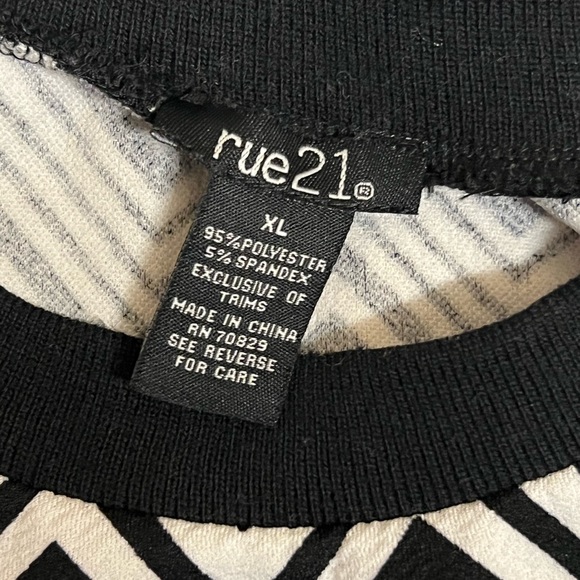 rue21®
XL
95%POLYESTER
5% SPANDEX
EXCLUSIVE OF
TRIMS
MADE IN CHINA
RN 70829
SEE REVERSE
FOR CARE